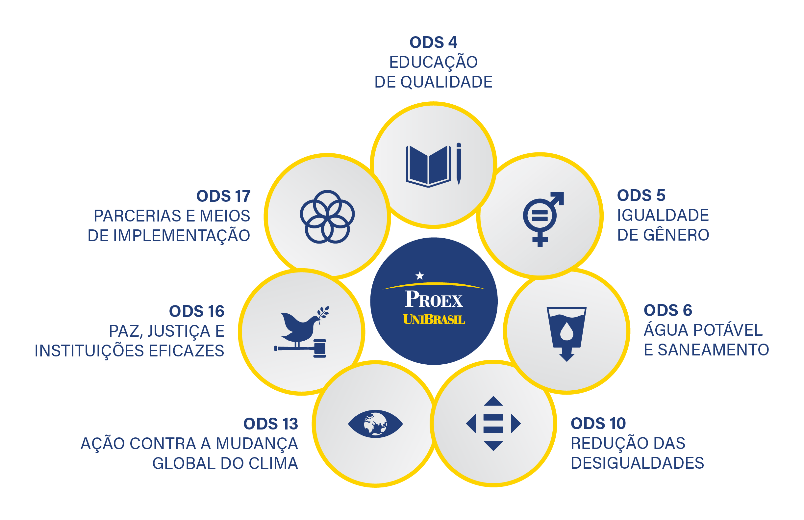 ODS 4
EDUCAÇÃO
DE QUALIDADE
ODS 5
IGUALDADE
DE GÊNERO
ODS 6
ÁGUA POTÁVEL
E SANEAMENTO
ODS 10
REDUÇÃO DAS
DESIGUALDADES
ODS 13
AÇÃO CONTRA A MUDANÇA
GLOBAL DO CLIMA
ODS 16
PAZ, JUSTIÇA E
INSTITUIÇÕES EFICAZES
ODS 17
PARCERIAS E MEIOS
DE IMPLEMENTAÇÃO
PROEX
UNIBRASIL